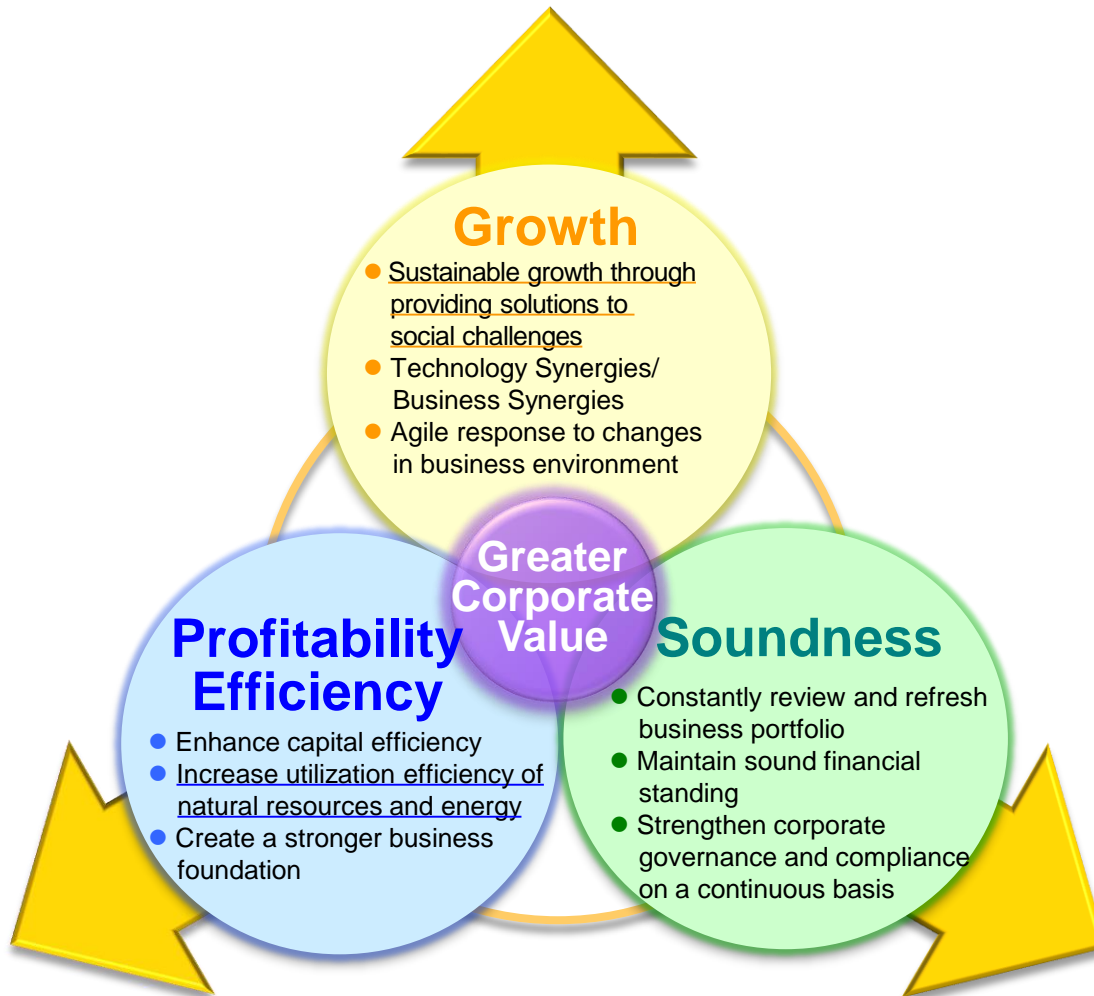 Growth
● Sustainable growth through
providing solutions to
social challenges
● Technology Synergies/
Business Synergies
● Agile response to changes
in business environment
Greater
Corporate
Value
Profitability
Efficiency
● Enhance capital efficiency
● Increase utilization efficiency of
natural resources and energy
● Create a stronger business
foundation
Soundness
● Constantly review and refresh
business portfolio
● Maintain sound financial
standing
● Strengthen corporate
governance and compliance
on a continuous basis